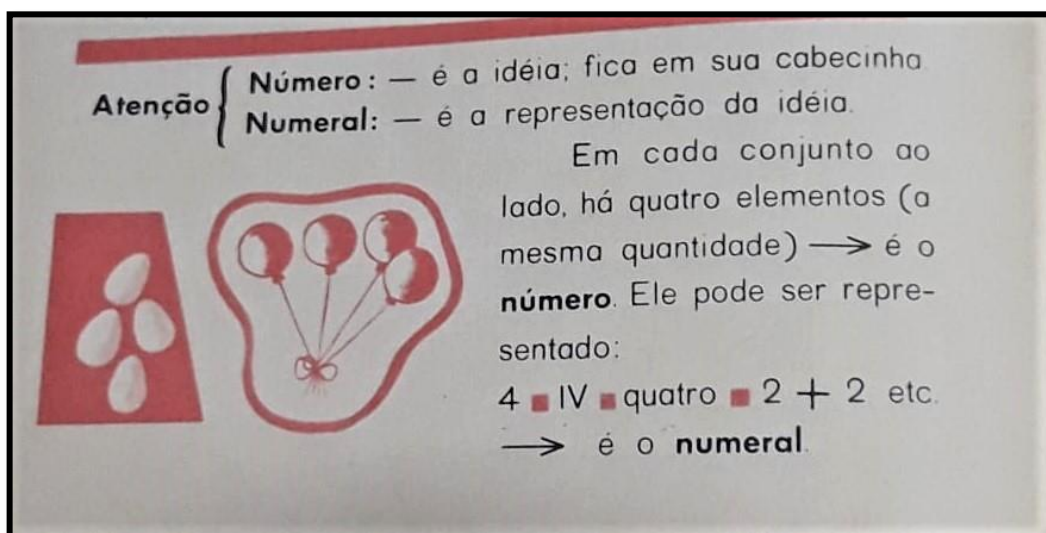 Atenção { Número: — é a idéia; fica em sua cabecinha.
Numeral: — é a representação da idéia.
Em cada conjunto ao
lado, há quatro elementos (a
mesma quantidade) → é o
número. Ele pode ser repre-
sentado:
4 ■ IV ■ quatro ■ 2 + 2 etc.
→ é o numeral.